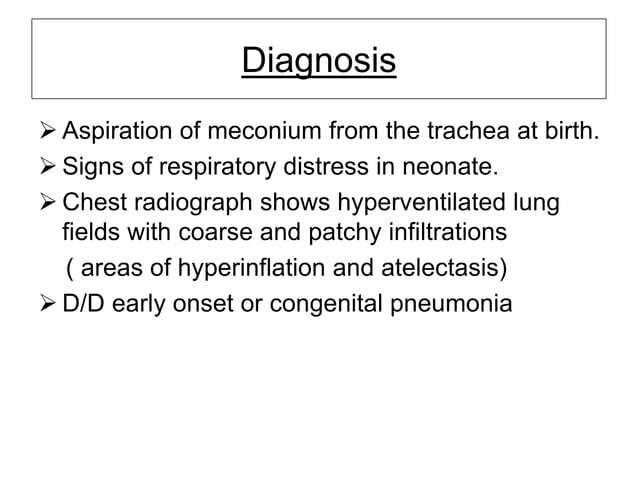 Diagnosis
➢ Aspiration of meconium from the trachea at birth.
➢ Signs of respiratory distress in neonate.
➢ Chest radiograph shows hyperventilated lung
fields with coarse and patchy infiltrations
( areas of hyperinflation and atelectasis)
➢ D/D early onset or congenital pneumonia